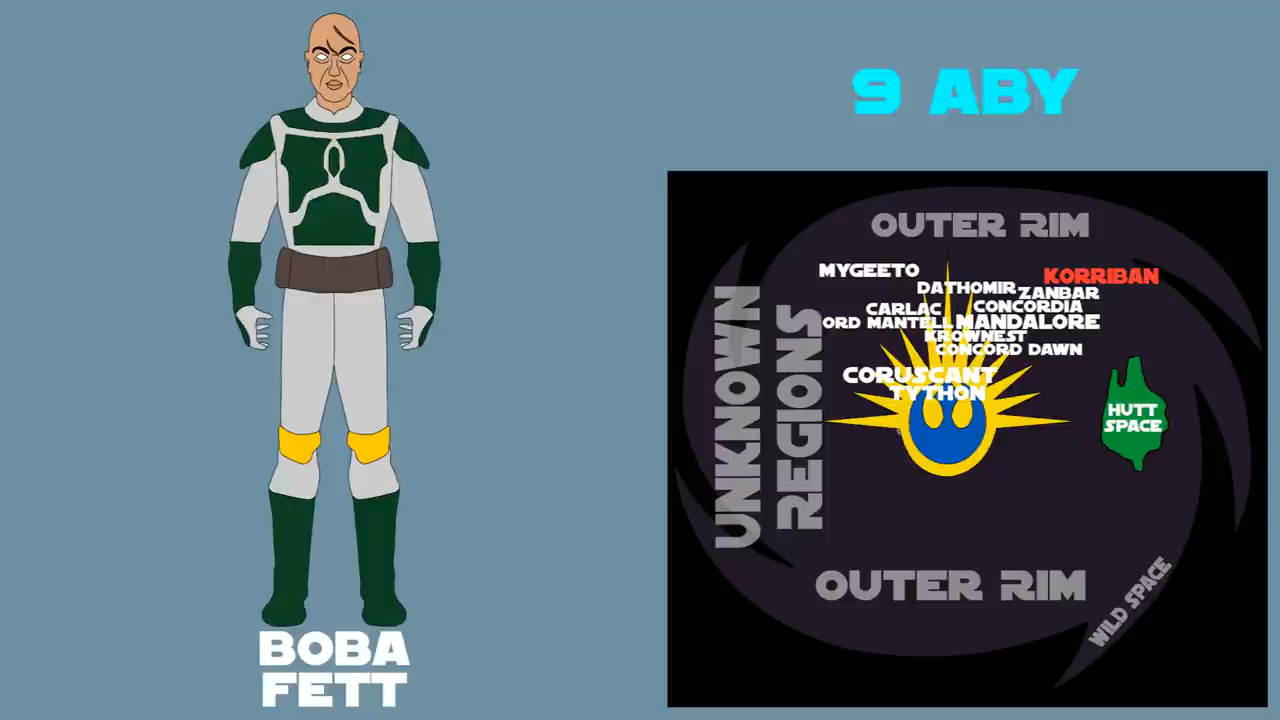 BOBA
FETT
9 ABY
OUTER RIM
MYGEETO
KORRIBAN
DATHOMIR
ZANBAR
CARLAC
CONCORDIA
ORD MANTELL
MANDALORE
KROWNEST
CONCORD DAWN
CORUSCANT
TYTHON
UNKNOWN
REGIONS
HUTT
SPACE
OUTER RIM
WILD SPACE